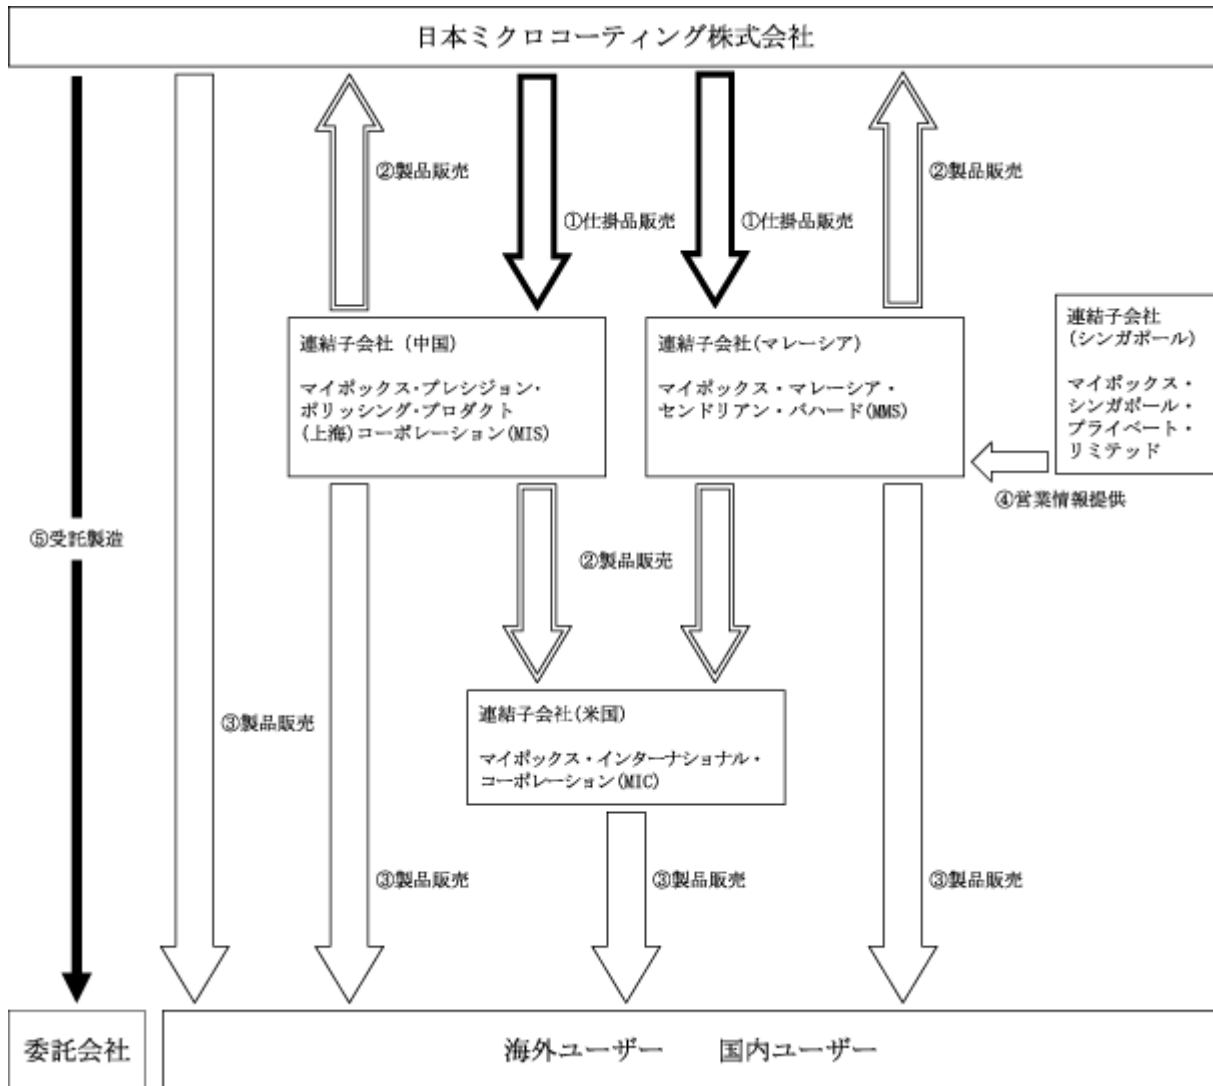 日本ミクロコーティング株式会社
②製品販売
②製品販売
①仕掛品販売
①仕掛品販売
連結子会社
(シンガポール)
マイポックス・
シンガポール・
プライベート・
リミテッド
連結子会社 (中国)
マイポックス・プレシジョン・
ポリッシング・プロダクト
(上海)コーポレーション(MIS)
連結子会社(マレーシア)
マイポックス・マレーシア・
センドリアン・バハード(MMS)
④営業情報提供
⑤受託製造
②製品販売
連結子会社(米国)
マイポックス・インターナショナル・
コーポレーション(MIC)
③製品販売
③製品販売
③製品販売
③製品販売
委託会社
海外ユーザー 国内ユーザー